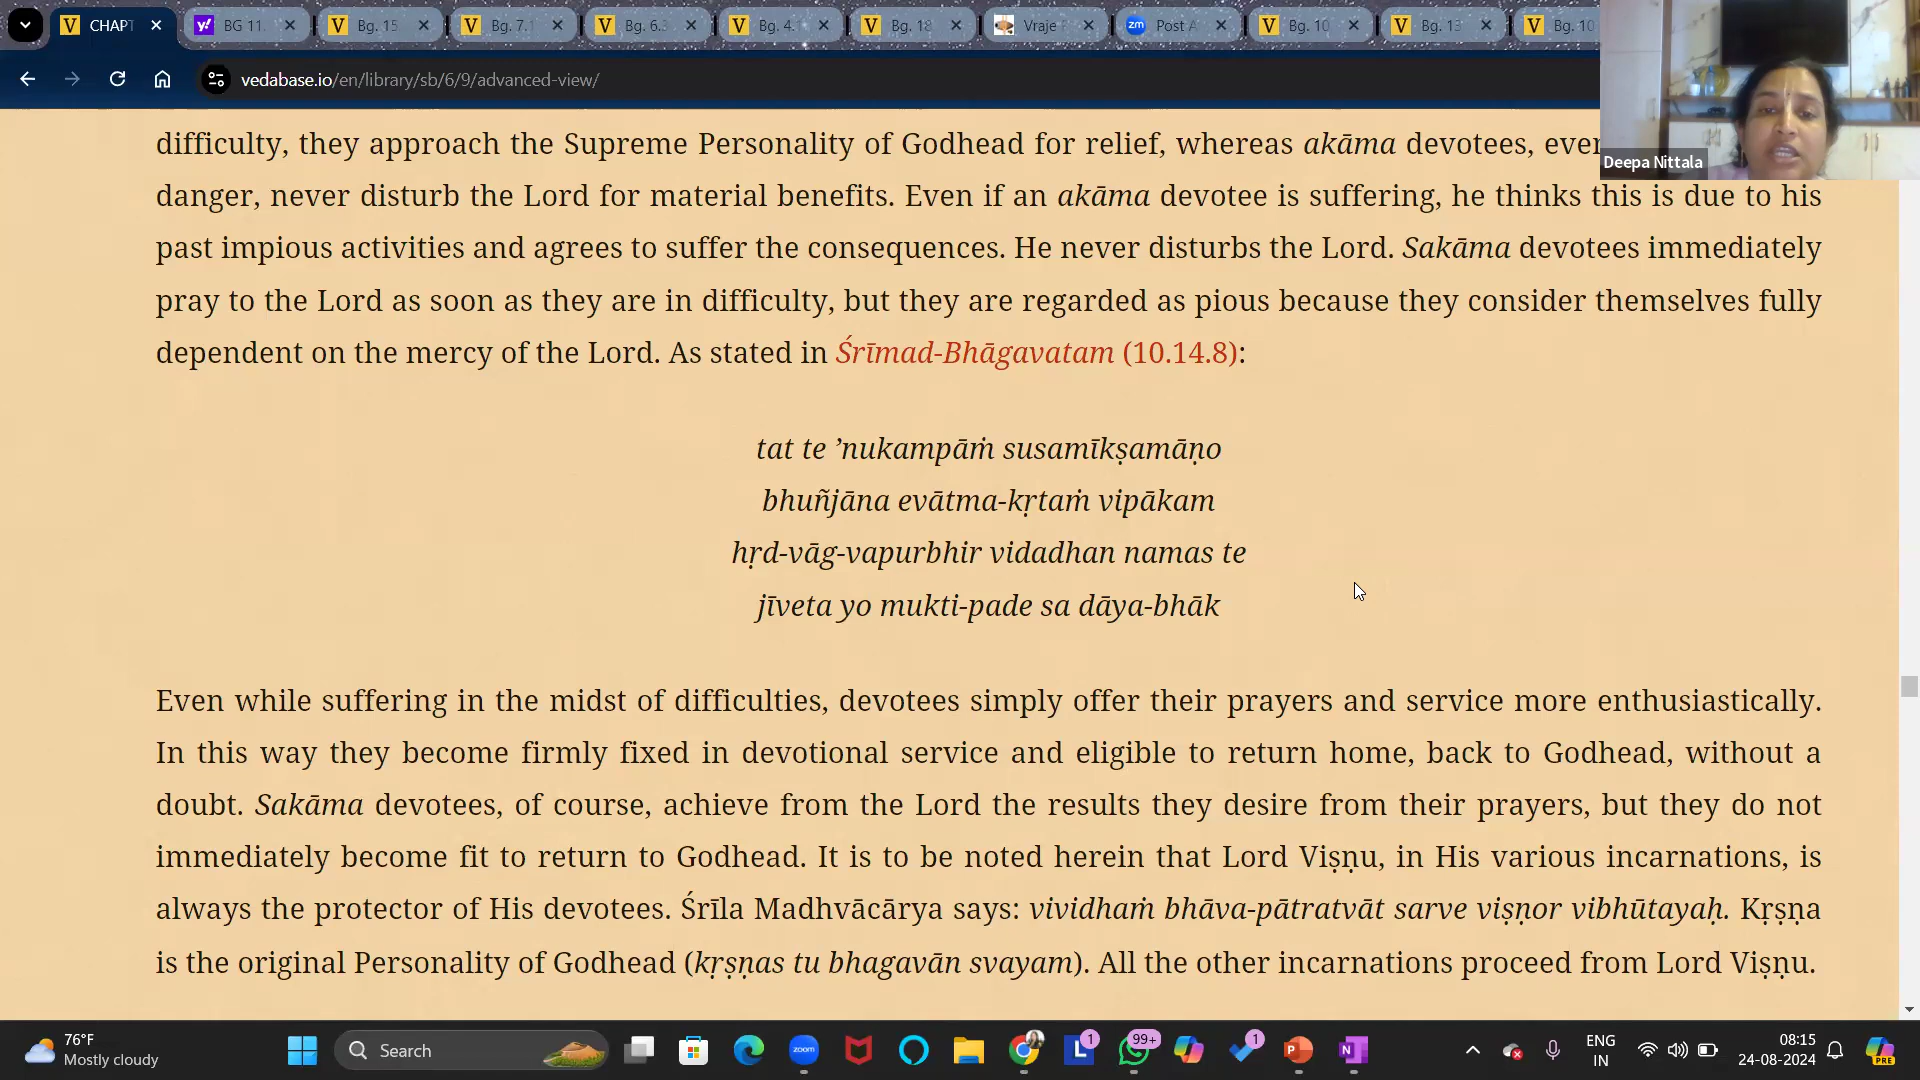 CHAPT
BG 11.
Bg. 15
Bg. 7.1
Bg. 6.3
Bg. 4.1
Bg. 18
Vraje
zm
Post A
Bg. 10
Bg. 13
Bg. 10
vedabase.io/en/library/sb/6/9/advanced-view/
Deepa Nittala
difficulty, they approach the Supreme Personality of Godhead for relief, whereas akāma devotees, even
danger, never disturb the Lord for material benefits. Even if an akāma devotee is suffering, he thinks this is due to his
past impious activities and agrees to suffer the consequences. He never disturbs the Lord. Sakāma devotees immediately
pray to the Lord as soon as they are in difficulty, but they are regarded as pious because they consider themselves fully
dependent on the mercy of the Lord. As stated in Śrīmad-Bhāgavatam (10.14.8):
tat te ’nukampāṁ susamīkṣamāṇo
bhuñjāna evātma-kṛtaṁ vipākam
hṛd-vāg-vapurbhir vidadhan namas te
jīveta yo mukti-pade sa dāya-bhāk
Even while suffering in the midst of difficulties, devotees simply offer their prayers and service more enthusiastically.
In this way they become firmly fixed in devotional service and eligible to return home, back to Godhead, without a
doubt. Sakāma devotees, of course, achieve from the Lord the results they desire from their prayers, but they do not
immediately become fit to return to Godhead. It is to be noted herein that Lord Viṣṇu, in His various incarnations, is
always the protector of His devotees. Śrīla Madhvācārya says: vividhaṁ bhāva-pātratvāt sarve viṣṇor vibhūtayaḥ. Kṛṣṇa
is the original Personality of Godhead (kṛṣṇas tu bhagavān svayam). All the other incarnations proceed from Lord Viṣṇu.
76°F
Mostly cloudy
Search
zoom
1
99+
1
ENG
IN
08:15
24-08-2024
PRE